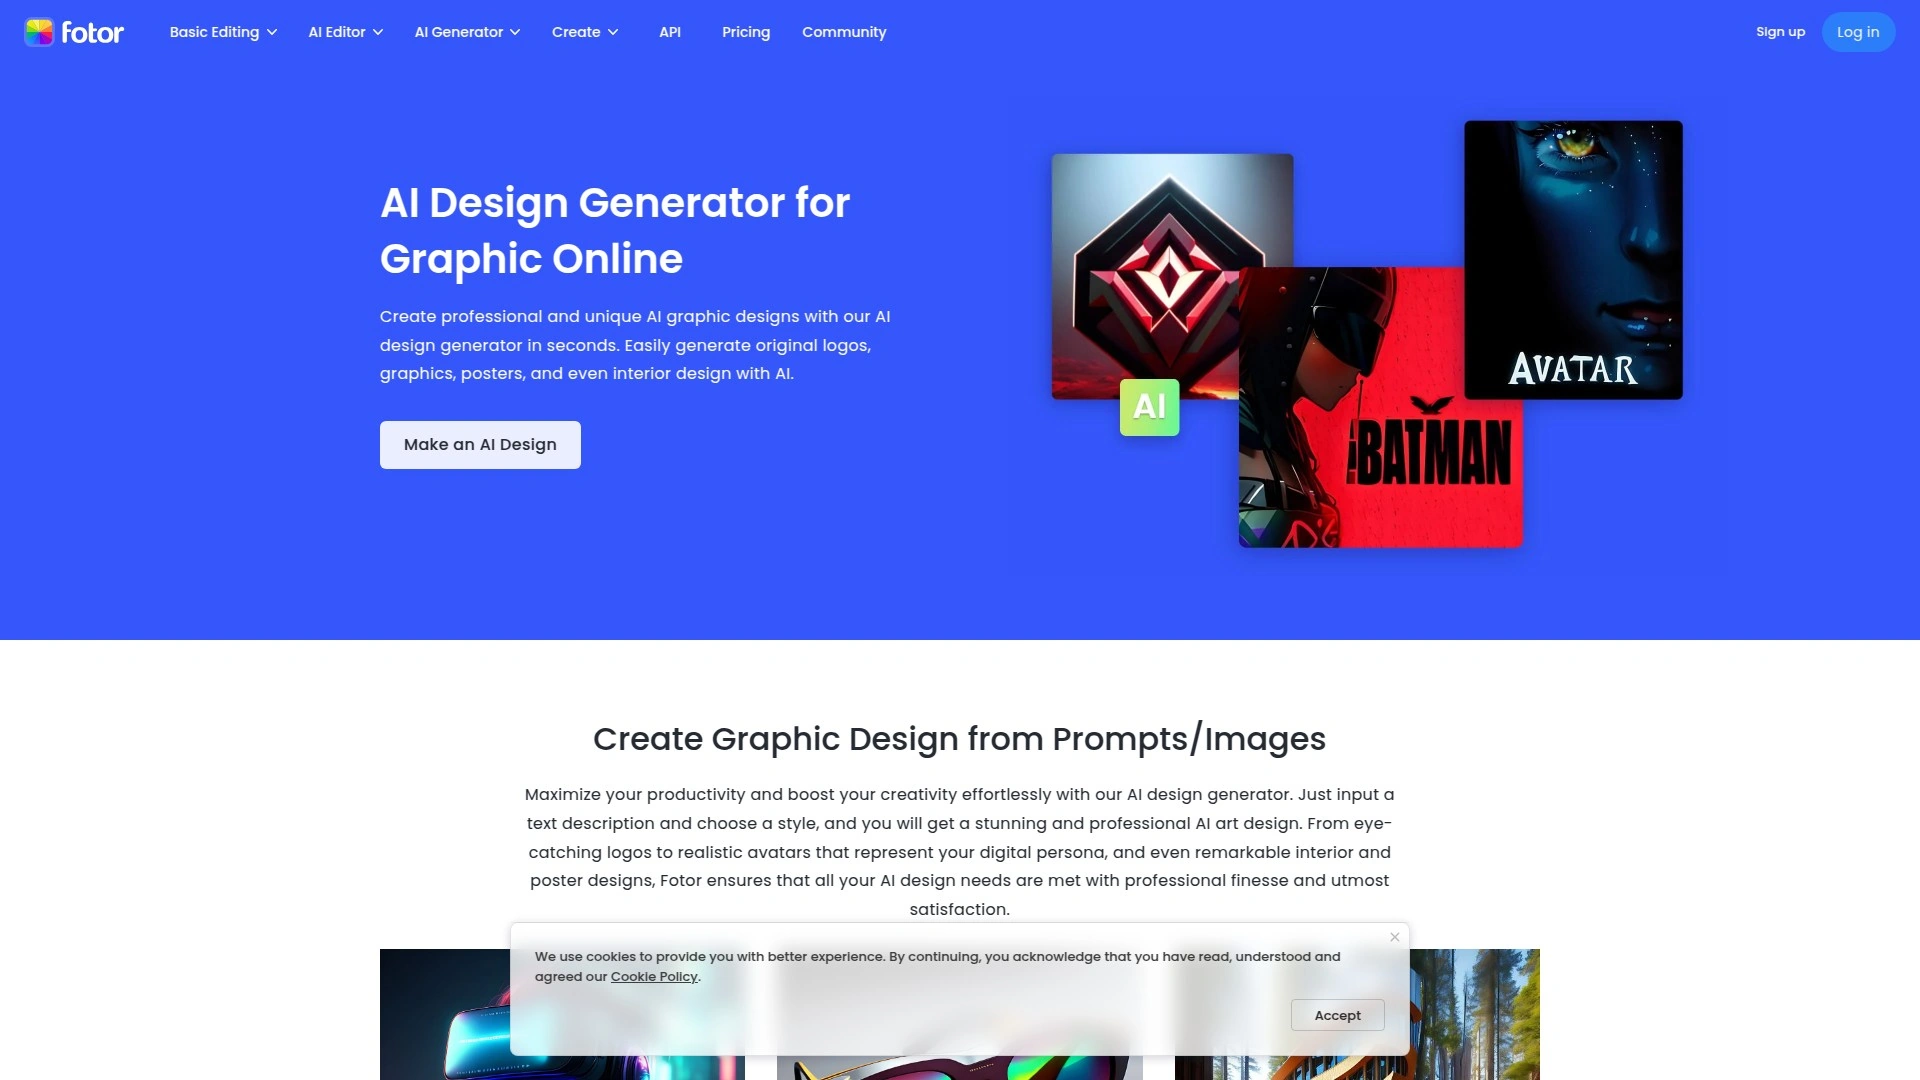 fotor
Basic Editing
AI Editor
AI Generator
Create
API
Pricing
Community
Sign up
Log in
AI Design Generator for
Graphic Online
Create professional and unique AI graphic designs with our AI
design generator in seconds. Easily generate original logos,
graphics, posters, and even interior design with AI.
Make an AI Design
AI
BATMAN
AVATAR
Create Graphic Design from Prompts/Images
Maximize your productivity and boost your creativity effortlessly with our AI design generator. Just input a
text description and choose a style, and you will get a stunning and professional AI art design. From eye-
catching logos to realistic avatars that represent your digital persona, and even remarkable interior and
poster designs, Fotor ensures that all your AI design needs are met with professional finesse and utmost
satisfaction.
We use cookies to provide you with better experience. By continuing, you acknowledge that you have read, understood and
agreed our Cookie Policy.
Accept